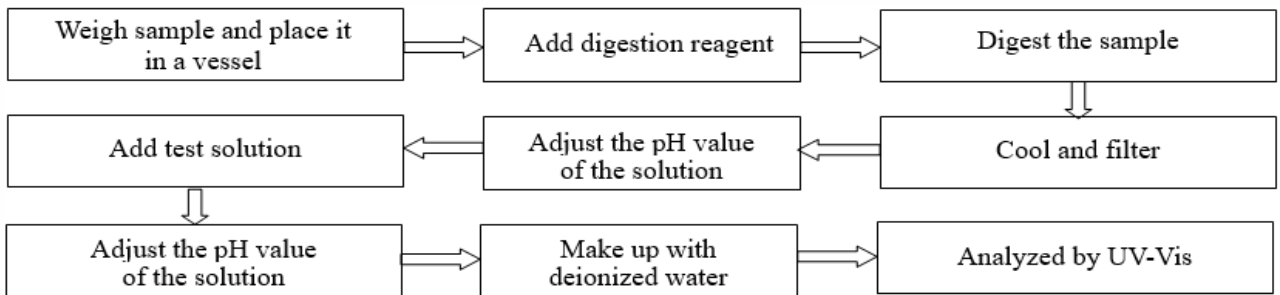 Weigh sample and place it
in a vessel
Add digestion reagent
Digest the sample
Cool and filter
Adjust the pH value
of the solution
Add test solution
Adjust the pH value
of the solution
Make up with
deionized water
Analyzed by UV-Vis